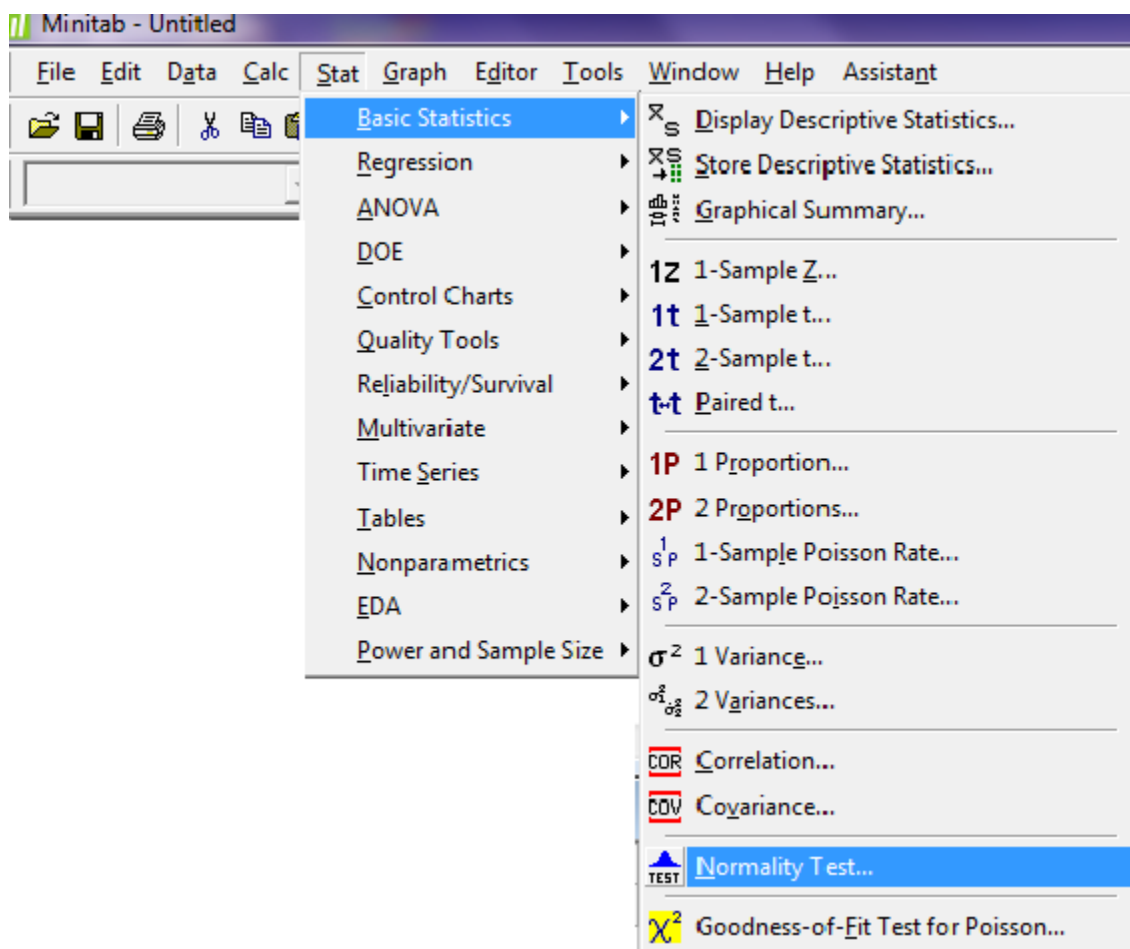 Minitab - Untitled
File Edit Data Calc Stat Graph Editor Tools Window Help Assistant
Basic Statistics
Regression
ANOVA
DOE
Control Charts
Quality Tools
Reliability/Survival
Multivariate
Time Series
Tables
Nonparametrics
EDA
Power and Sample Size
x̄ s Display Descriptive Statistics...
x̄ s Store Descriptive Statistics...
Graphical Summary...
1Z 1-Sample Z...
1t 1-Sample t...
2t 2-Sample t...
t-t Paired t...
1P 1 Proportion...
2P 2 Proportions...
S 1 P 1-Sample Poisson Rate...
S 2 P 2-Sample Poisson Rate...
σ² 1 Variance...
σ²₁ σ²₂ 2 Variances...
COR Correlation...
COV Covariance...
TEST Normality Test...
χ² Goodness-of-Fit Test for Poisson...